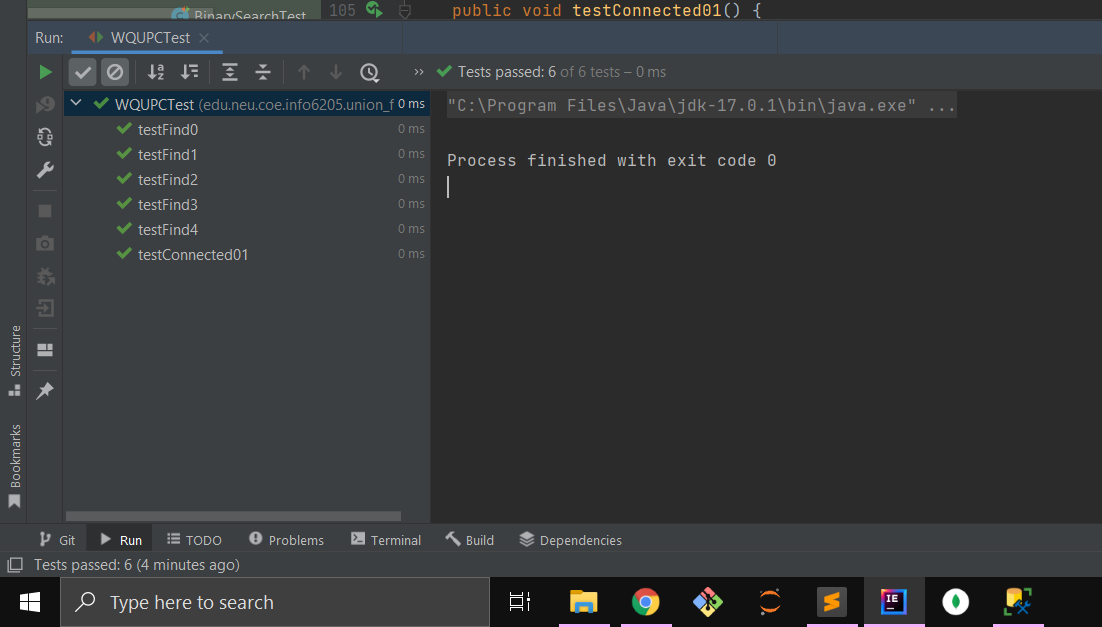 BinarySearchTest
105 public void testConnected01() {
Run: WQUPCTest
Tests passed: 6 of 6 tests – 0 ms
WQUPCTest (edu.neu.coe.info6205.union_f 0 ms
testFind0 0 ms
testFind1 0 ms
testFind2 0 ms
testFind3 0 ms
testFind4 0 ms
testConnected01 0 ms
"C:\Program Files\Java\jdk-17.0.1\bin\java.exe" ...
Process finished with exit code 0
Structure
Bookmarks
Git Run TODO Problems Terminal Build Dependencies
Tests passed: 6 (4 minutes ago)
Type here to search
IE